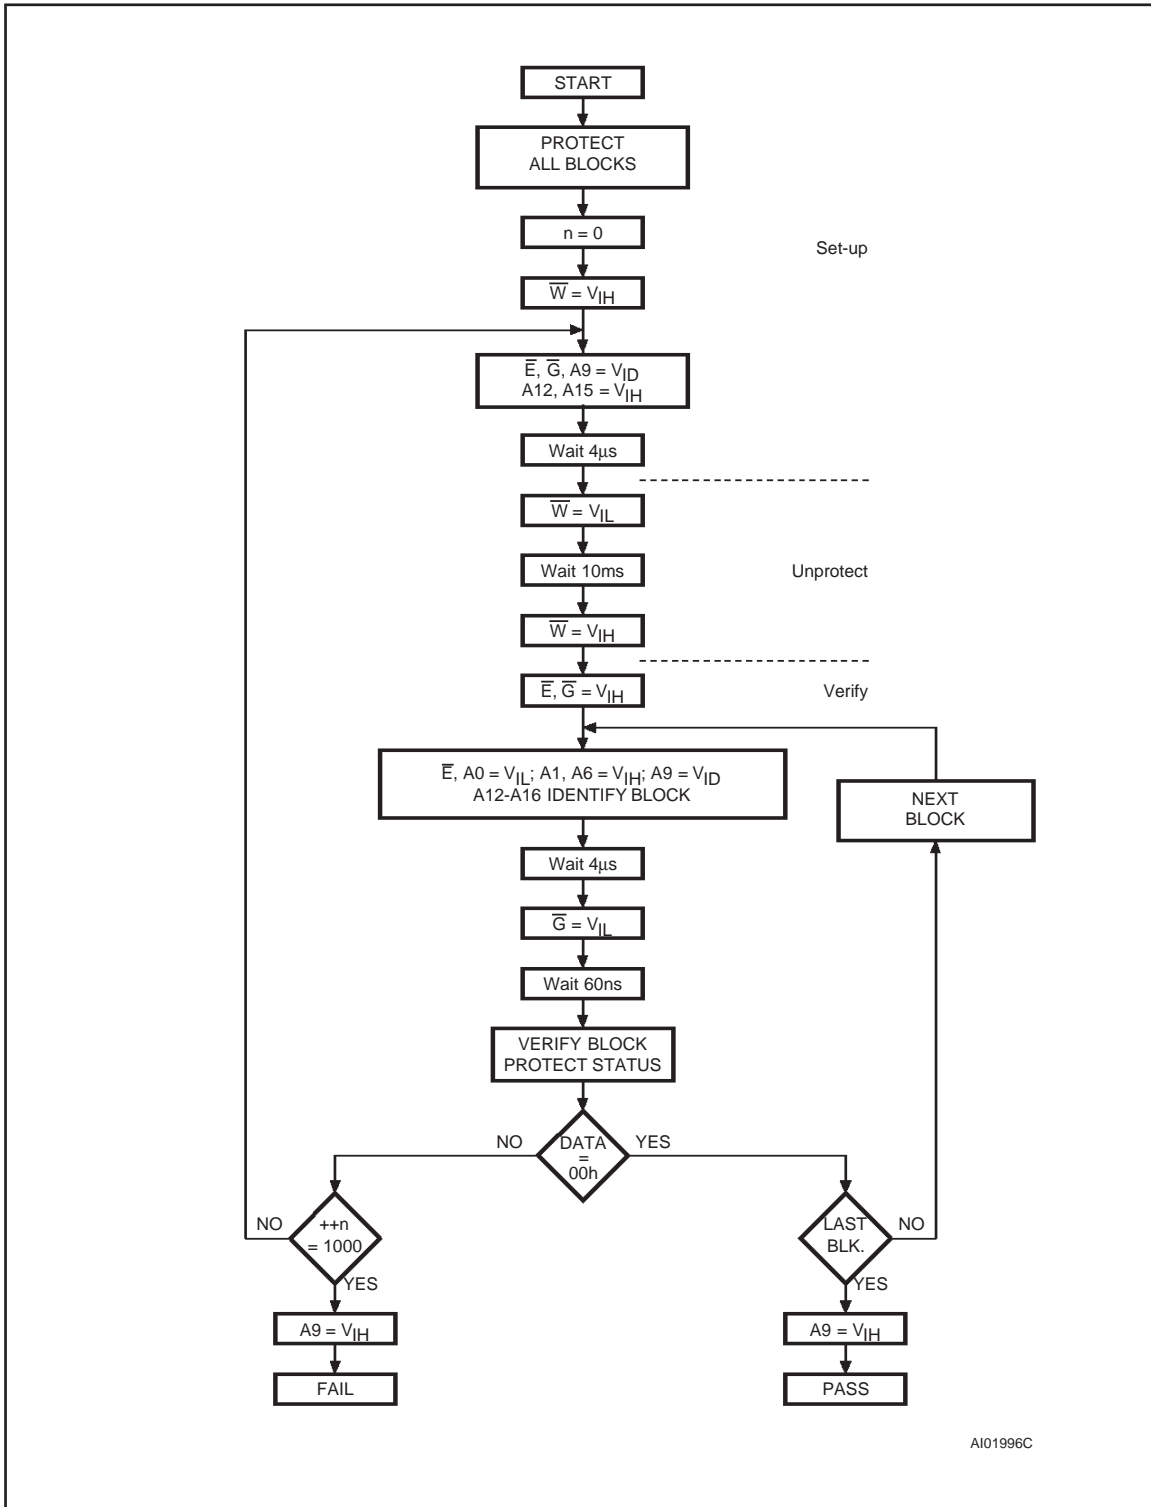 START
PROTECT
ALL BLOCKS
n = 0
Set-up
W̅ = VIH
E̅, G̅, A9 = VID
A12, A15 = VIH
Wait 4µs
W̅ = VIL
Wait 10ms
Unprotect
W̅ = VIH
E̅, G̅ = VIH
Verify
E̅, A0 = VIL; A1, A6 = VIH; A9 = VID
A12-A16 IDENTIFY BLOCK
NEXT
BLOCK
Wait 4µs
G̅ = VIL
Wait 60ns
VERIFY BLOCK
PROTECT STATUS
NO
DATA
=
00h
YES
NO
++n
= 1000
YES
LAST
BLK.
NO
YES
A9 = VIH
A9 = VIH
FAIL
PASS
AI01996C